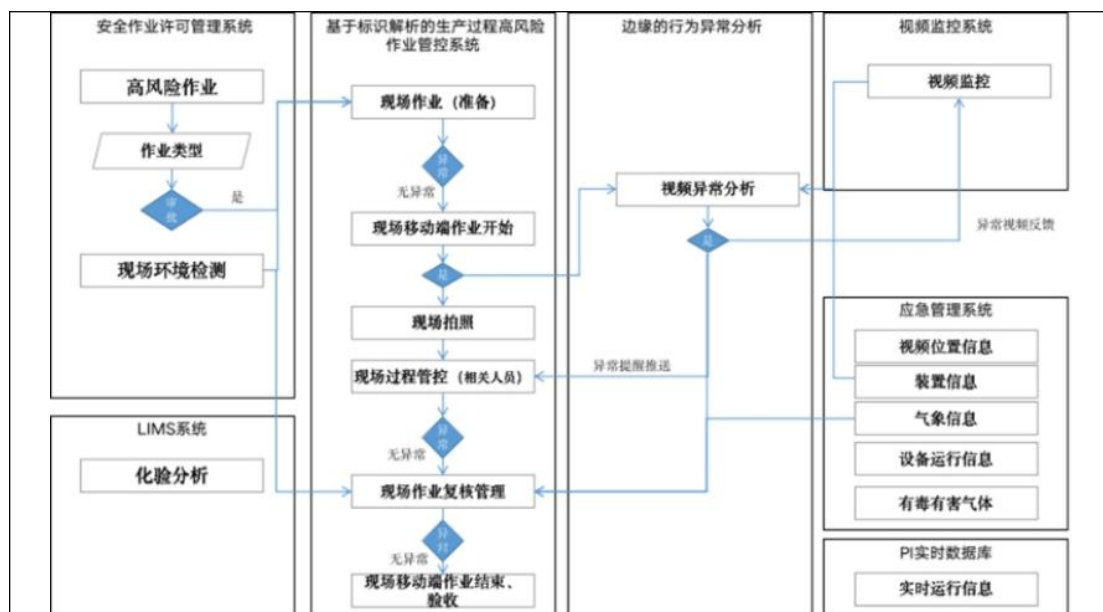 安全作业许可管理系统
高风险作业
作业类型
审
批
是
现场环境检测
LIMS系统
化验分析
基于标识解析的生产过程高风险
作业管控系统
现场作业（准备）
异
常
无异常
现场移动端作业开始
是
现场拍照
现场过程管控（相关人员）
异
常
无异常
现场作业复核管理
异
常
无异常
现场移动端作业结束、
验收
边缘的行为异常分析
视频异常分析
是
异常提醒推送
视频监控系统
视频监控
异常视频反馈
应急管理系统
视频位置信息
装置信息
气象信息
设备运行信息
有毒有害气体
PI实时数据库
实时运行信息